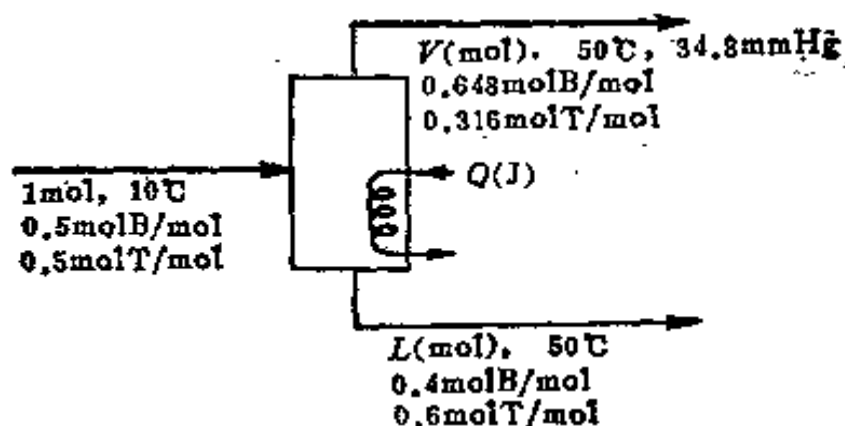 V(mol), 50℃, 34.8mmHg
0.648molB/mol
0.316molT/mol
Q(J)
1mol, 10℃
0.5molB/mol
0.5molT/mol
L(mol), 50℃
0.4molB/mol
0.6molT/mol